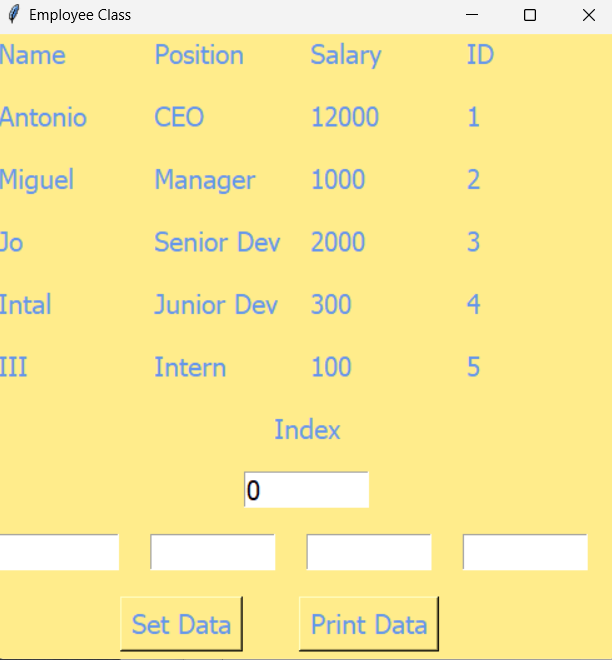 Employee Class
Name Position Salary ID
Antonio CEO 12000 1
Miguel Manager 1000 2
Jo Senior Dev 2000 3
Intal Junior Dev 300 4
III Intern 100 5
Index
0
Set Data Print Data